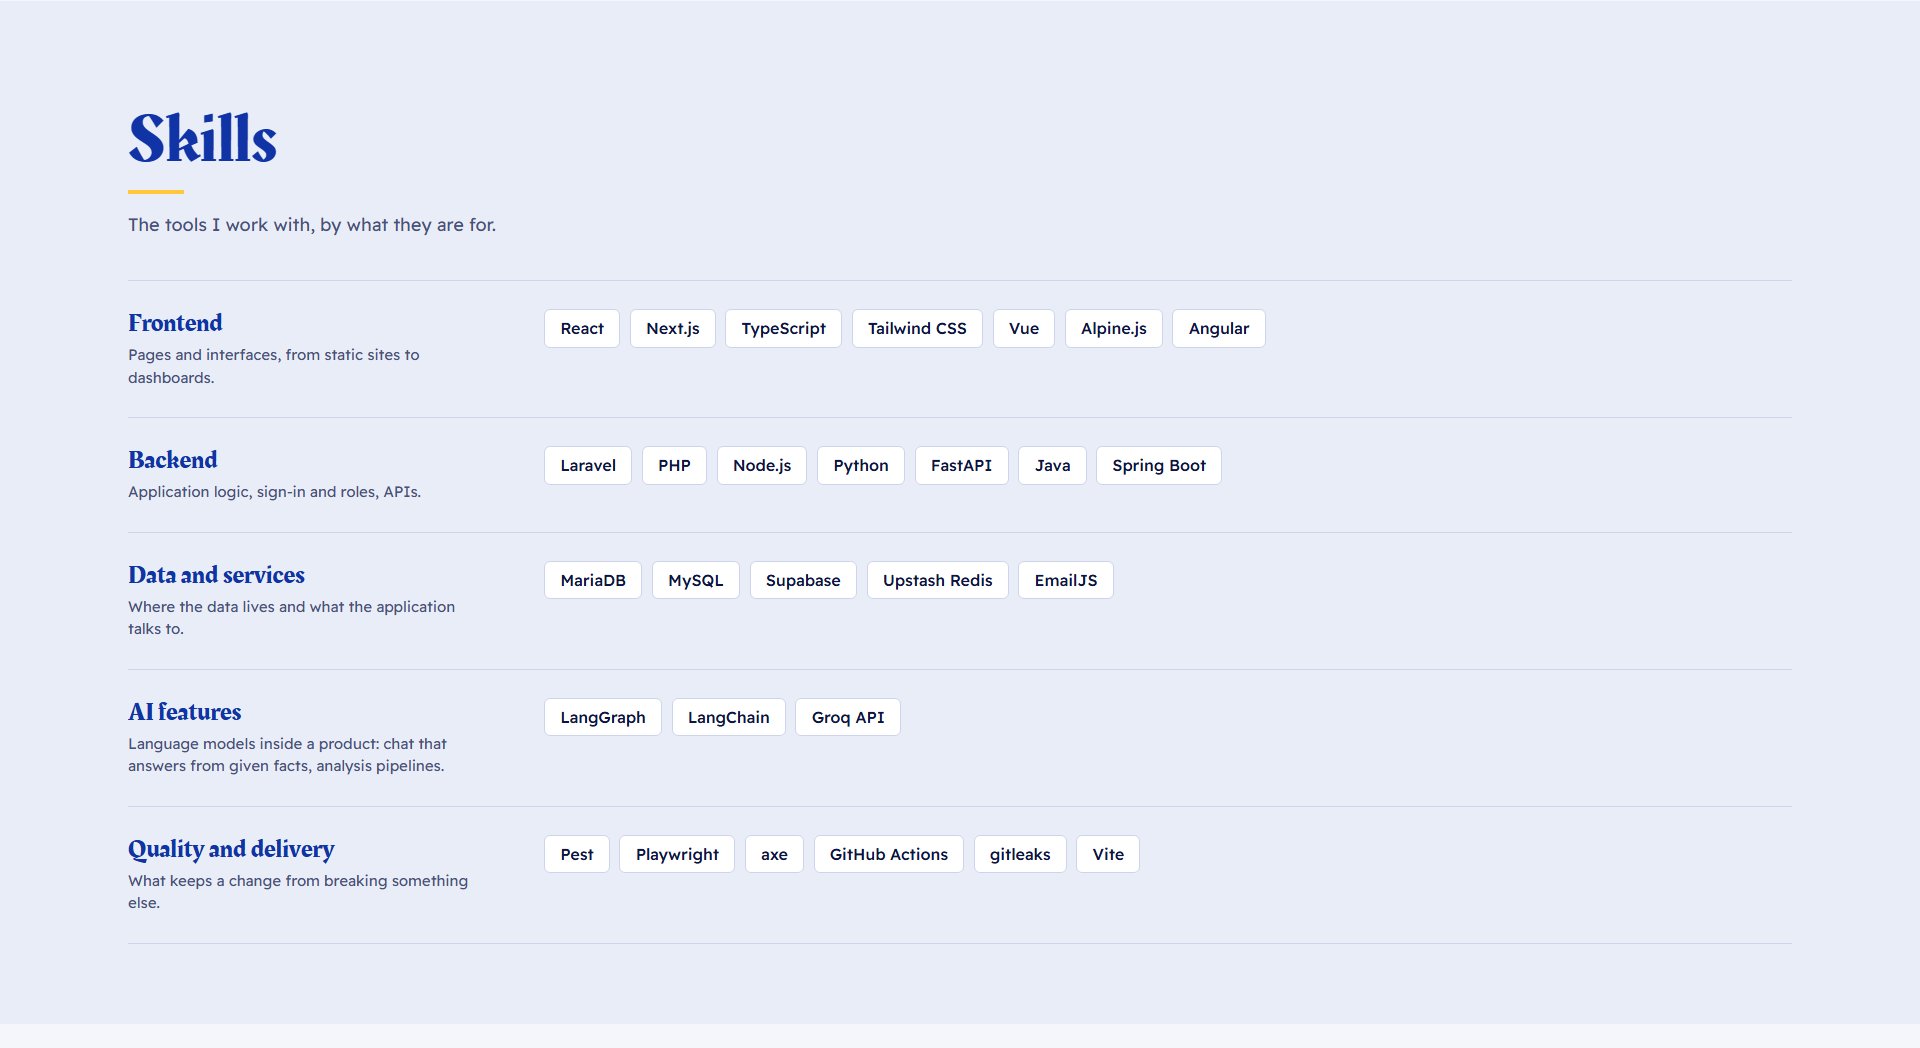 Skills
The tools I work with, by what they are for.
Frontend
Pages and interfaces, from static sites to
dashboards.
React Next.js TypeScript Tailwind CSS Vue Alpine.js Angular
Backend
Application logic, sign-in and roles, APIs.
Laravel PHP Node.js Python FastAPI Java Spring Boot
Data and services
Where the data lives and what the application
talks to.
MariaDB MySQL Supabase Upstash Redis EmailJS
AI features
Language models inside a product: chat that
answers from given facts, analysis pipelines.
LangGraph LangChain Groq API
Quality and delivery
What keeps a change from breaking something
else.
Pest Playwright axe GitHub Actions gitleaks Vite